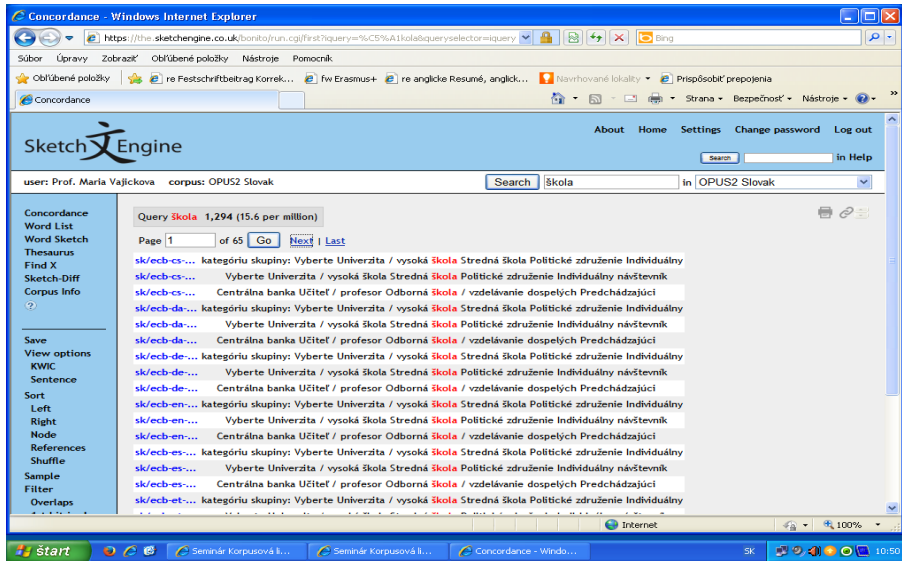 Concordance - Windows Internet Explorer
https://the.sketchengine.co.uk/bonito/run.cgi/first?iquery=%C5%A1kola&queryselector=iquery
Bing
Súbor Úpravy Zobraziť Obľúbené položky Nástroje Pomocník
Obľúbené položky re Festschriftbeitrag Korrek... fw Erasmus+ re anglicke Resumé, anglick... Navrhované lokality Prispôsobiť prepojenia
Concordance Strana Bezpečnosť Nástroje
Sketch Engine
About Home Settings Change password Log out
Search in Help
user: Prof. Maria Vajickova corpus: OPUS2 Slovak Search škola in OPUS2 Slovak
Concordance
Word List
Word Sketch
Thesaurus
Find X
Sketch-Diff
Corpus Info
?
Save
View options
KWIC
Sentence
Sort
Left
Right
Node
References
Shuffle
Sample
Filter
Overlaps
Query škola 1,294 (15.6 per million)
Page 1 of 65 Go Next | Last
sk/ecb-cs-... kategóriu skupiny: Vyberte Univerzita / vysoká škola Stredná škola Politické združenie Individuálny
sk/ecb-cs-... Vyberte Univerzita / vysoká škola Stredná škola Politické združenie Individuálny návštevník
sk/ecb-cs-... Centrálna banka Učiteľ / profesor Odborná škola / vzdelávanie dospelých Predchádzajúci
sk/ecb-da-... kategóriu skupiny: Vyberte Univerzita / vysoká škola Stredná škola Politické združenie Individuálny
sk/ecb-da-... Vyberte Univerzita / vysoká škola Stredná škola Politické združenie Individuálny návštevník
sk/ecb-da-... Centrálna banka Učiteľ / profesor Odborná škola / vzdelávanie dospelých Predchádzajúci
sk/ecb-de-... kategóriu skupiny: Vyberte Univerzita / vysoká škola Stredná škola Politické združenie Individuálny
sk/ecb-de-... Vyberte Univerzita / vysoká škola Stredná škola Politické združenie Individuálny návštevník
sk/ecb-de-... Centrálna banka Učiteľ / profesor Odborná škola / vzdelávanie dospelých Predchádzajúci
sk/ecb-en-... kategóriu skupiny: Vyberte Univerzita / vysoká škola Stredná škola Politické združenie Individuálny
sk/ecb-en-... Vyberte Univerzita / vysoká škola Stredná škola Politické združenie Individuálny návštevník
sk/ecb-en-... Centrálna banka Učiteľ / profesor Odborná škola / vzdelávanie dospelých Predchádzajúci
sk/ecb-es-... kategóriu skupiny: Vyberte Univerzita / vysoká škola Stredná škola Politické združenie Individuálny
sk/ecb-es-... Vyberte Univerzita / vysoká škola Stredná škola Politické združenie Individuálny návštevník
sk/ecb-es-... Centrálna banka Učiteľ / profesor Odborná škola / vzdelávanie dospelých Predchádzajúci
sk/ecb-et-... kategóriu skupiny: Vyberte Univerzita / vysoká škola Stredná škola Politické združenie Individuálny
Internet 100%
štart Seminár Korpusová li... Seminár Korpusová li... Concordance - Windo... SK 10:50